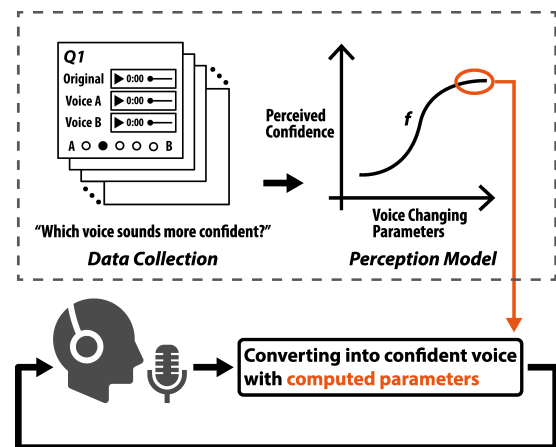 Q1
Original 0:00
Voice A 0:00
Voice B 0:00
A B
"Which voice sounds more confident?"
Data Collection
Perceived
Confidence
f
Voice Changing
Parameters
Perception Model
Converting into confident voice
with computed parameters